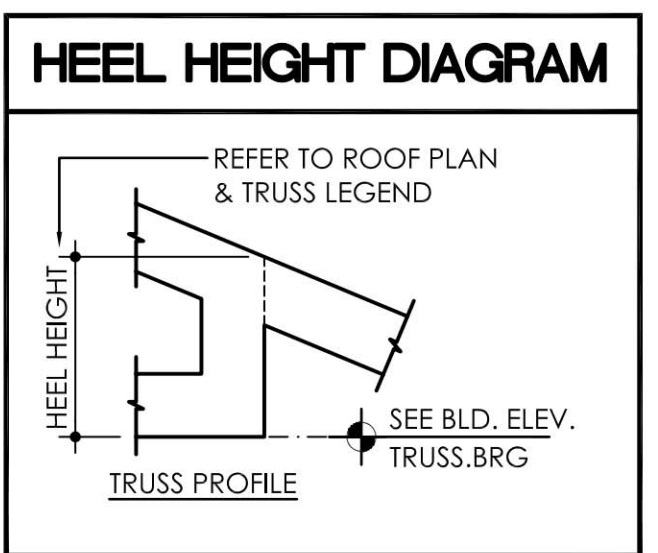 HEEL HEIGHT DIAGRAM
REFER TO ROOF PLAN
& TRUSS LEGEND
HEEL HEIGHT
SEE BLD. ELEV.
TRUSS.BRG
TRUSS PROFILE